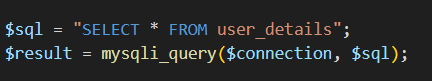 $sql = "SELECT * FROM user_details";
$result = mysqli_query($connection, $sql);